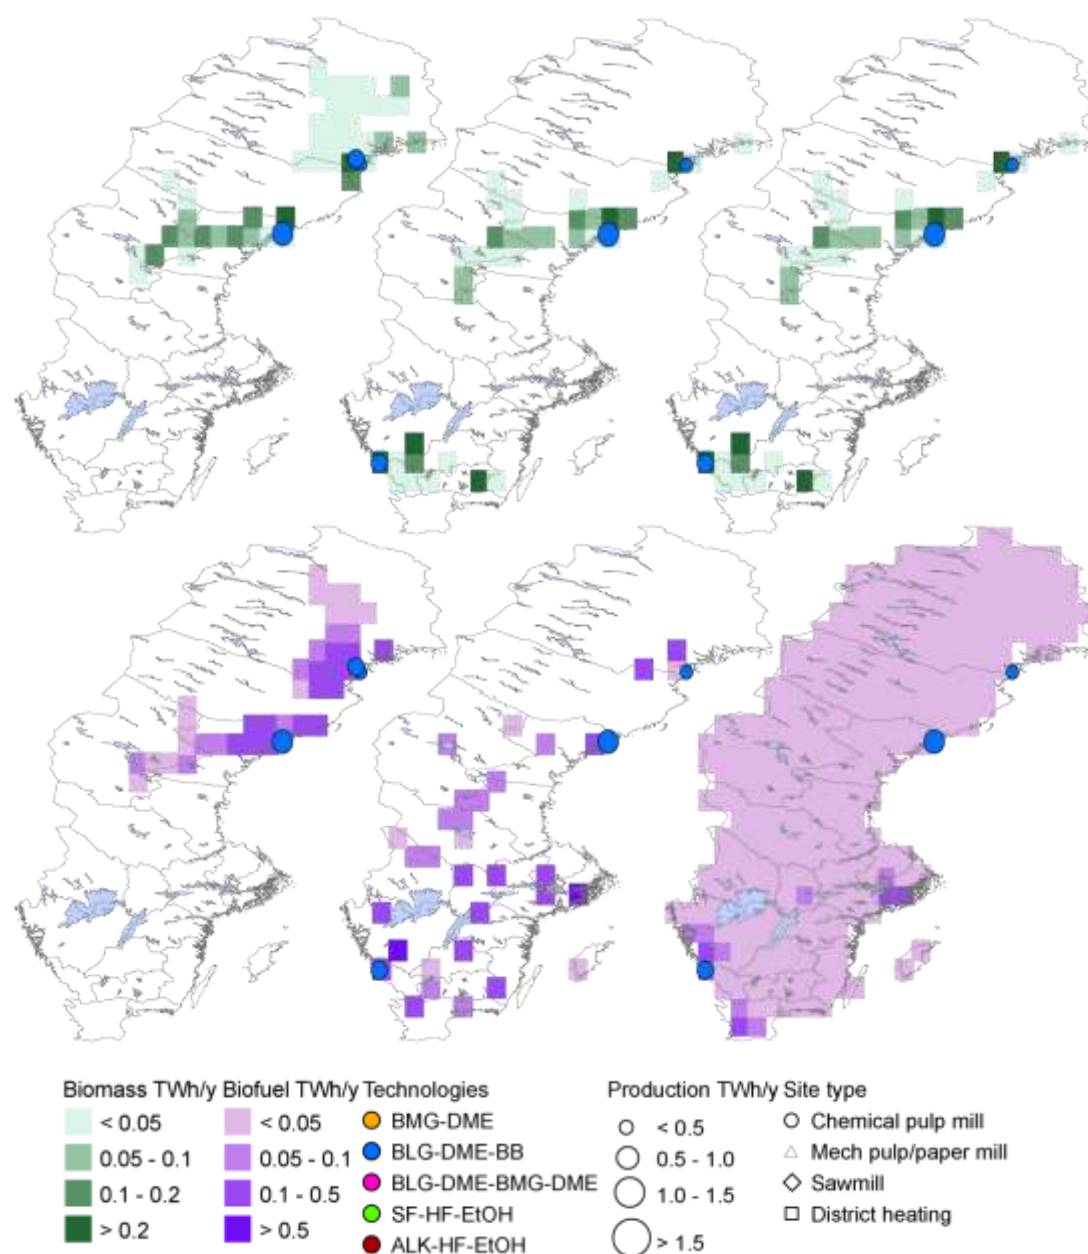 Biomass TWh/y Biofuel TWh/y Technologies Production TWh/y Site type
< 0.05 < 0.05 BMG-DME < 0.5 Chemical pulp mill
0.05 - 0.1 0.05 - 0.1 BLG-DME-BB 0.5 - 1.0 Mech pulp/paper mill
0.1 - 0.2 0.1 - 0.5 BLG-DME-BMG-DME 1.0 - 1.5 Sawmill
> 0.2 > 0.5 SF-HF-EtOH > 1.5 District heating
ALK-HF-EtOH